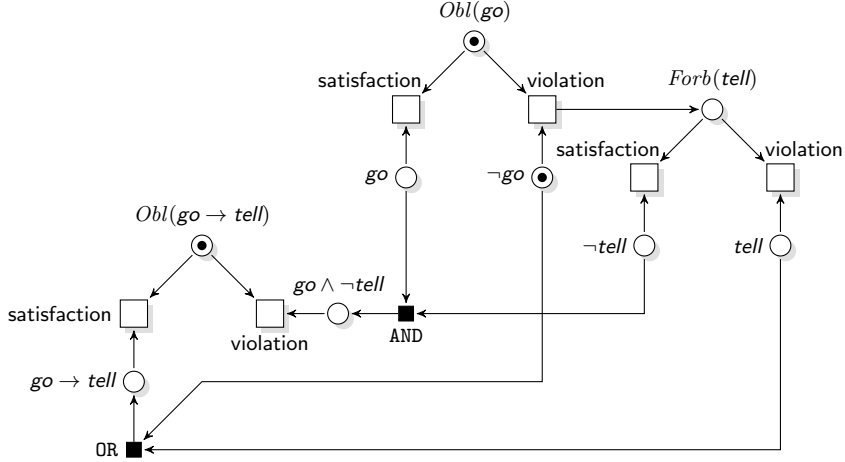 Obl(go)
satisfaction
violation
Forb(tell)
satisfaction
violation
go
¬go
Obl(go → tell)
¬tell
tell
go ∧ ¬tell
satisfaction
violation
AND
go → tell
OR